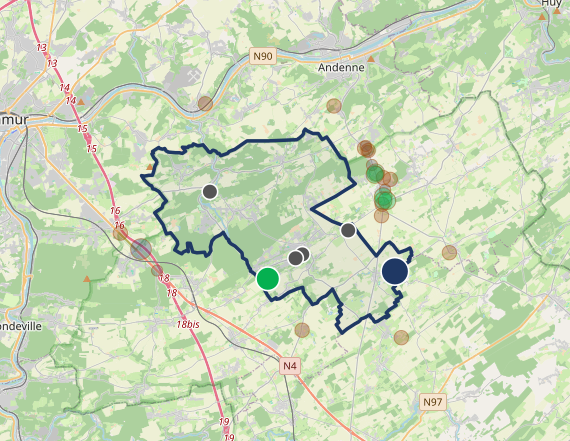 Huy
13
N90
13
Andenne
14
14
mur
15
15
16
16
18
18
ondeville
18bis
N4
N97
19
19